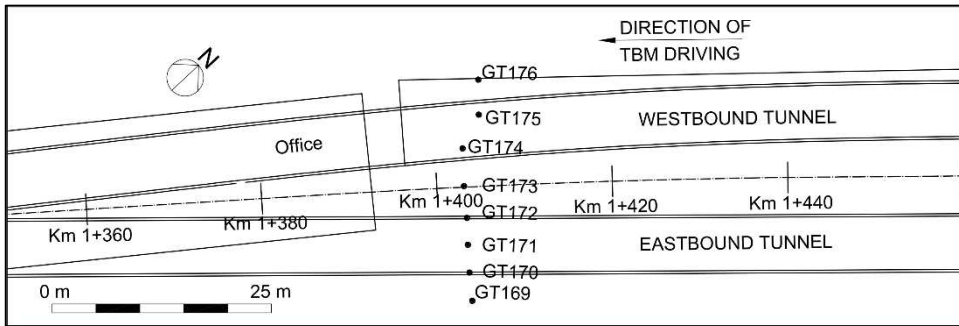 DIRECTION OF
TBM DRIVING
N
GT176
GT175
WESTBOUND TUNNEL
Office
GT174
GT173
Km 1+400
Km 1+420
Km 1+440
Km 1+380
Km 1+360
GT172
GT171
EASTBOUND TUNNEL
GT170
GT169
0 m
25 m